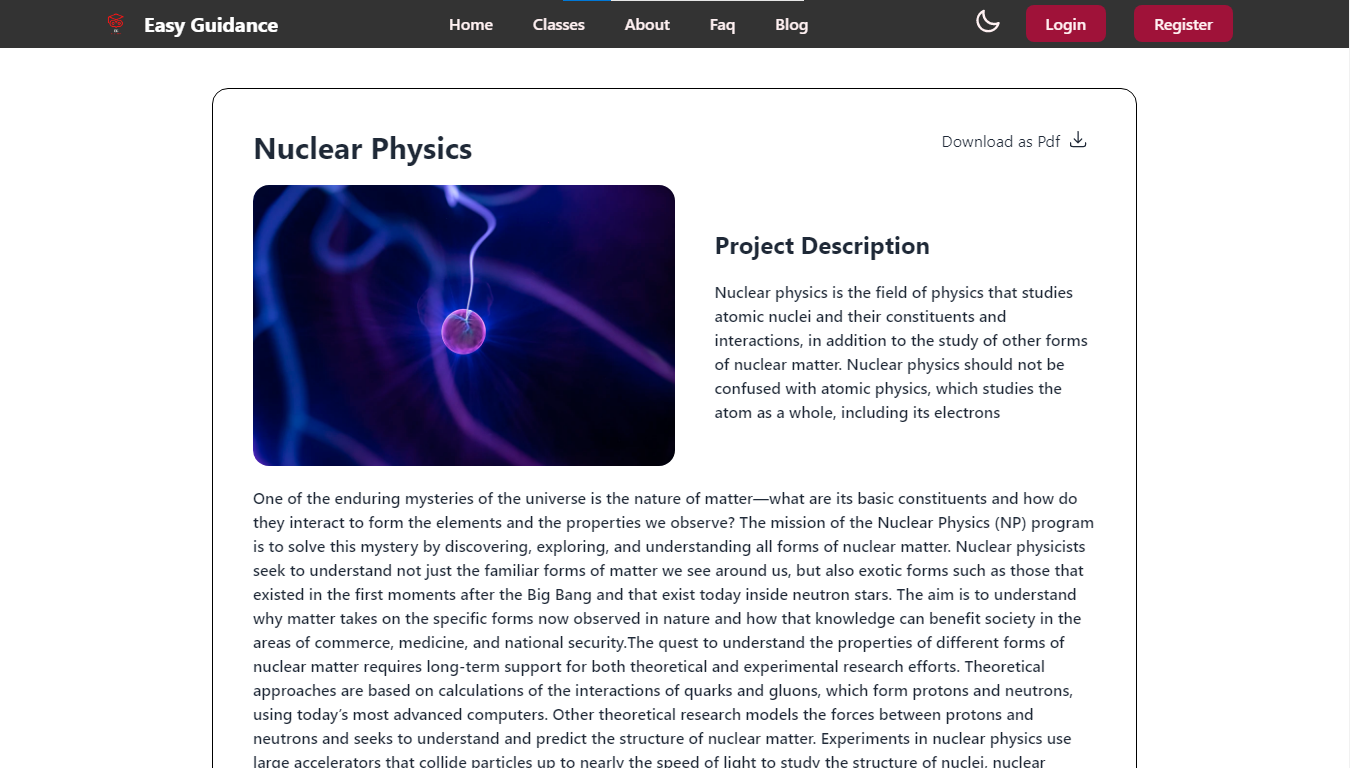 Easy Guidance
Home Classes About Faq Blog
Login Register
Nuclear Physics
Download as Pdf
Project Description
Nuclear physics is the field of physics that studies
atomic nuclei and their constituents and
interactions, in addition to the study of other forms
of nuclear matter. Nuclear physics should not be
confused with atomic physics, which studies the
atom as a whole, including its electrons
One of the enduring mysteries of the universe is the nature of matter—what are its basic constituents and how do
they interact to form the elements and the properties we observe? The mission of the Nuclear Physics (NP) program
is to solve this mystery by discovering, exploring, and understanding all forms of nuclear matter. Nuclear physicists
seek to understand not just the familiar forms of matter we see around us, but also exotic forms such as those that
existed in the first moments after the Big Bang and that exist today inside neutron stars. The aim is to understand
why matter takes on the specific forms now observed in nature and how that knowledge can benefit society in the
areas of commerce, medicine, and national security.The quest to understand the properties of different forms of
nuclear matter requires long-term support for both theoretical and experimental research efforts. Theoretical
approaches are based on calculations of the interactions of quarks and gluons, which form protons and neutrons,
using today’s most advanced computers. Other theoretical research models the forces between protons and
neutrons and seeks to understand and predict the structure of nuclear matter. Experiments in nuclear physics use
large accelerators that collide particles up to nearly the speed of light to study the structure of nuclei, nuclear